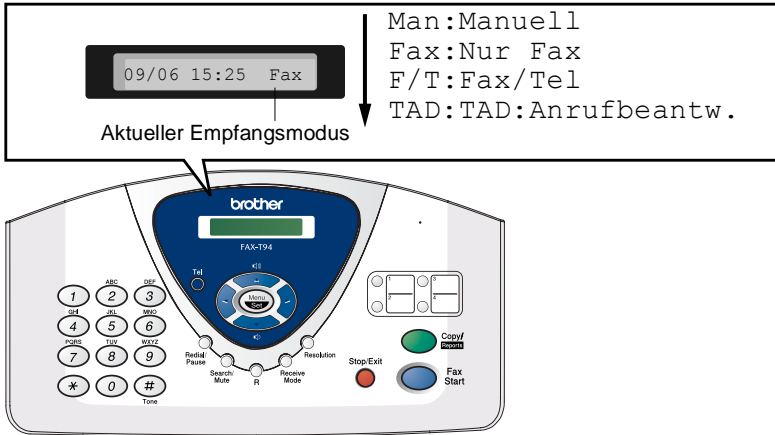 Man:Manuell
Fax:Nur Fax
F/T:Fax/Tel
TAD:TAD:Anrufbeantw.
09/06 15:25 Fax
Aktueller Empfangsmodus
brother
FAX-T94
Tel
Menu
Set
ABC DEF
1 2 3
GHI JKL MNO
4 5 6
PQRS TUV WXYZ
7 8 9
* 0 #
Tone
Redial/
Pause
Search/
Mute
R
Receive
Mode
Resolution
1 3
2 4
Copy/
Reports
Stop/Exit
Fax
Start